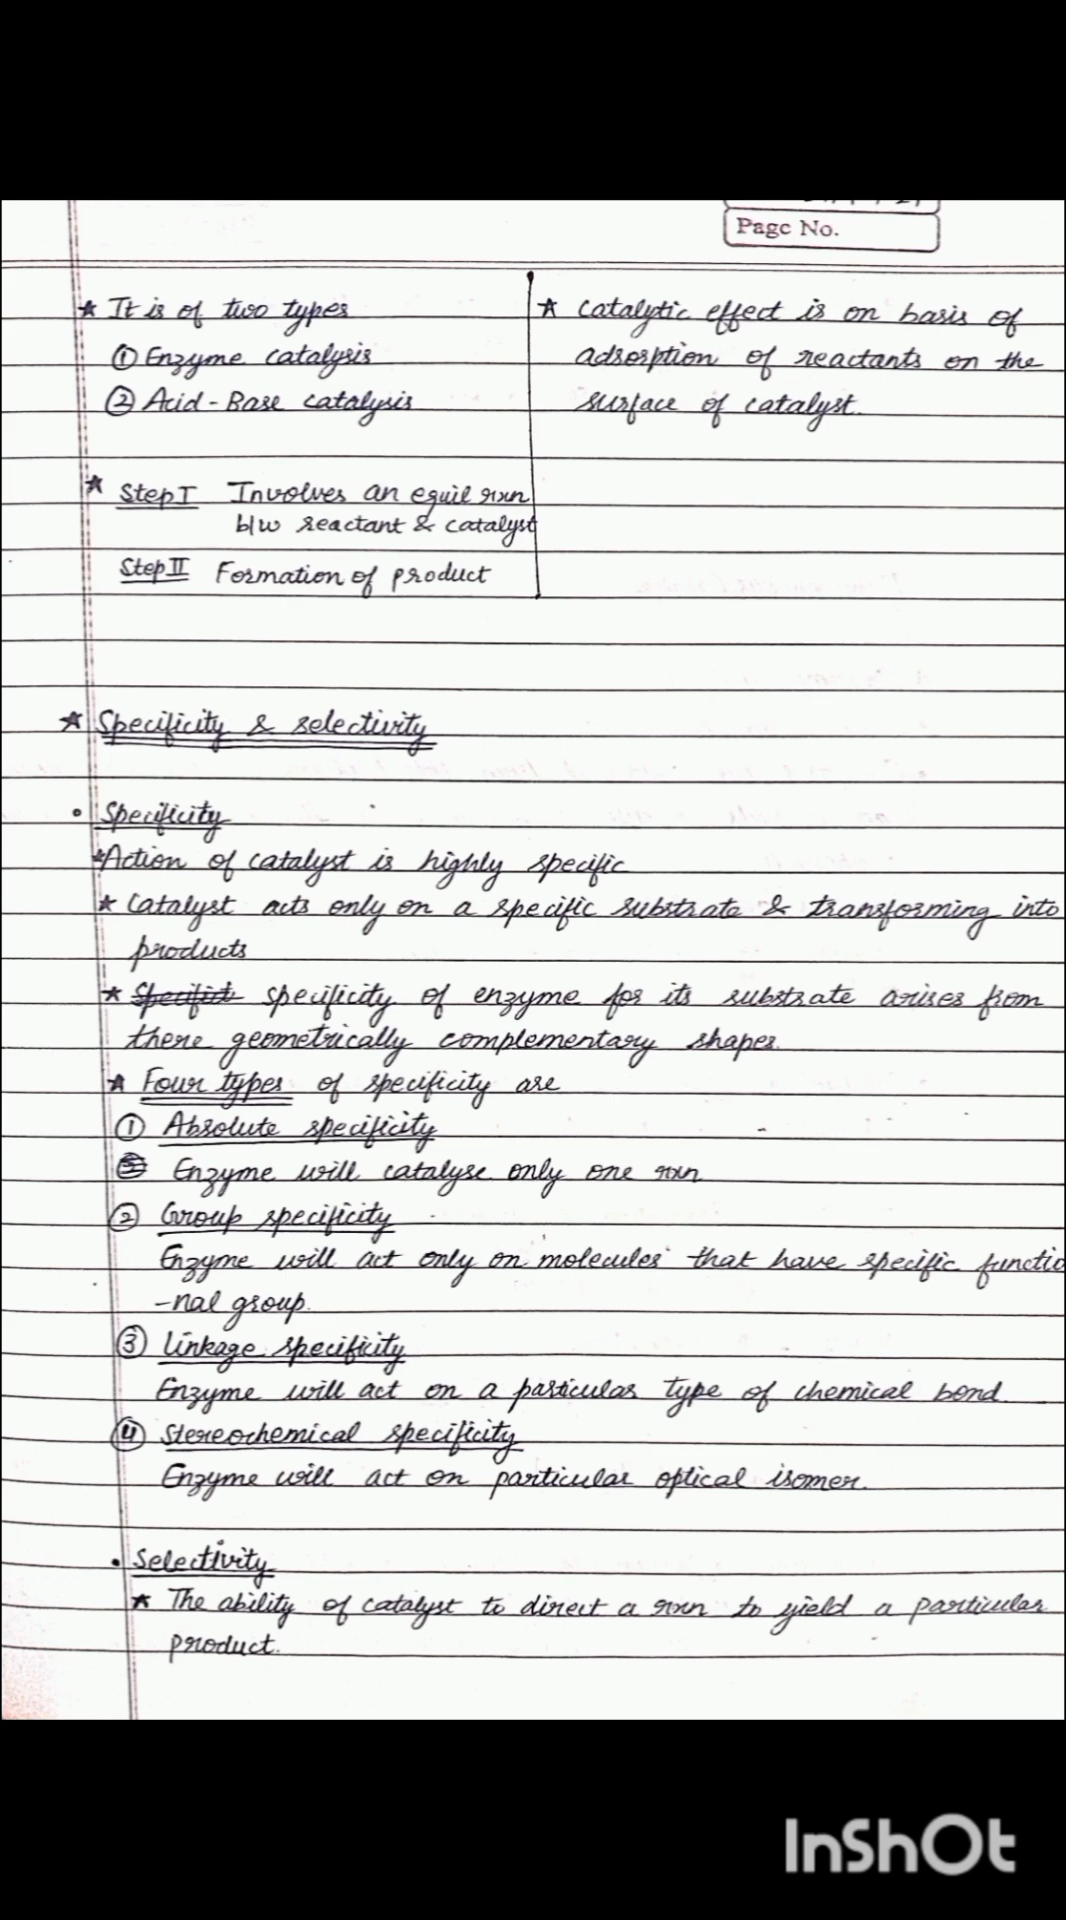 Page No.
★ It is of two types
① Enzyme catalysis
② Acid-Base catalysis
★ Step I Involves an equil rxn
b/w reactant & catalyst
Step II Formation of product
★ catalytic effect is on basis of
adsorption of reactants on the
surface of catalyst.
★ Specificity & selectivity
• Specificity
★ Action of catalyst is highly specific
★ Catalyst acts only on a specific substrate & transforming into
products
★ specificity of enzyme for its substrate arises from
there geometrically complementary shapes.
★ Four types of specificity are
① Absolute specificity
Enzyme will catalyse only one rxn
② Group specificity
Enzyme will act only on molecules that have specific functio
-nal group.
③ linkage specificity
Enzyme will act on a particular type of chemical bond.
④ Stereochemical specificity
Enzyme will act on particular optical isomer.
• Selectivity
★ The ability of catalyst to direct a rxn to yield a particular
product.
InShOt